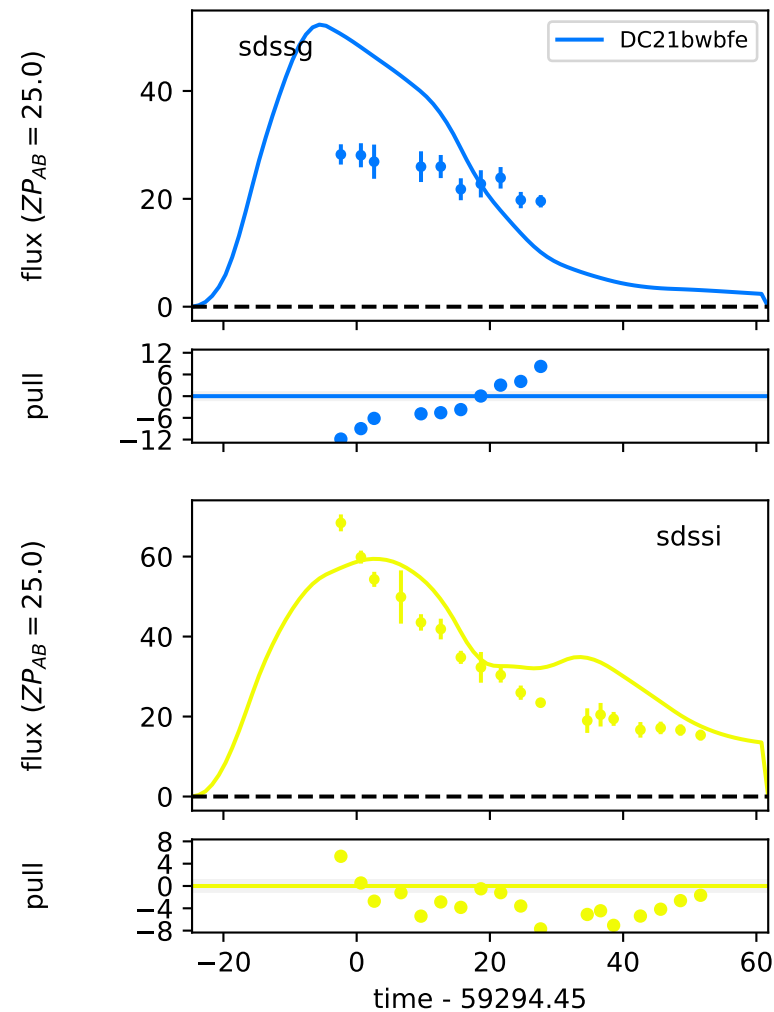 sdssg
DC21bwbfe
flux (ZP_AB = 25.0)
40
20
0
pull
12
6
0
−6
−12
sdssi
flux (ZP_AB = 25.0)
60
40
20
0
pull
8
4
0
−4
−8
−20 0 20 40 60
time - 59294.45